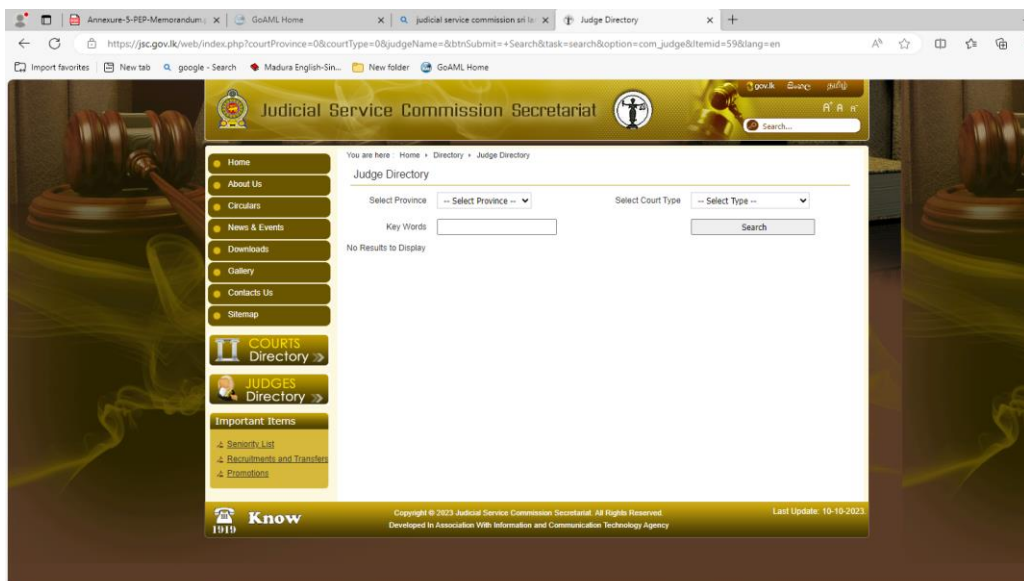 Annexure-5-PEP-Memorandum.
GoAML Home
judicial service commission sri la
Judge Directory
https://jsc.gov.lk/web/index.php?courtProvince=0&courtType=0&judgeName=&btnSubmit=+Search&task=search&option=com_judge&Itemid=59&lang=en
Import favorites
New tab
google - Search
Madura English-Sin...
New folder
GoAML Home
Judicial Service Commission Secretariat
gov.lk සිංහල தமிழ்
A+ A A-
Search...
Home
About Us
Circulars
News & Events
Downloads
Gallery
Contacts Us
Sitemap
COURTS
Directory
JUDGES
Directory
Important Items
Seniority List
Recruitments and Transfers
Promotions
You are here : Home Directory Judge Directory
Judge Directory
Select Province -- Select Province -- Select Court Type -- Select Type --
Key Words Search
No Results to Display
1919 Know
Copyright © 2023 Judicial Service Commission Secretariat. All Rights Reserved.
Developed In Association With Information and Communication Technology Agency
Last Update: 10-10-2023.